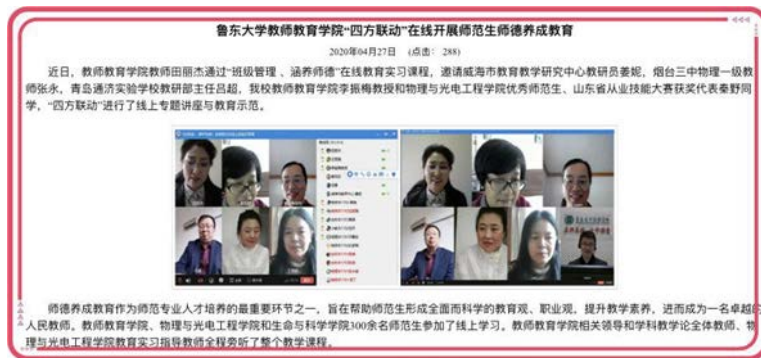 鲁东大学教师教育学院“四方联动”在线开展师范生师德养成教育
2020年04月27日 (点击: 288)
近日，教师教育学院教师田丽杰通过“班级管理、涵养师德”在线教育实习课程，邀请威海市教育教学研究中心教研员姜妮，烟台三中物理一级教
师张永，青岛通济实验学校教研部主任吕超，我校教师教育学院李振梅教授和物理与光电工程学院优秀师范生、山东省从业技能大赛获奖代表秦野同
学，“四方联动”进行了线上专题讲座与教育示范。
师德养成教育作为师范专业人才培养的最重要环节之一，旨在帮助师范生形成全面而科学的教育观、职业观，提升教学素养，进而成为一名卓越的
人民教师。教师教育学院、物理与光电工程学院和生命与科学学院300余名师范生参加了线上学习。教师教育学院相关领导和学科教学论全体教师、物
理与光电工程学院教育实习指导教师全程旁听了整个教学课程。